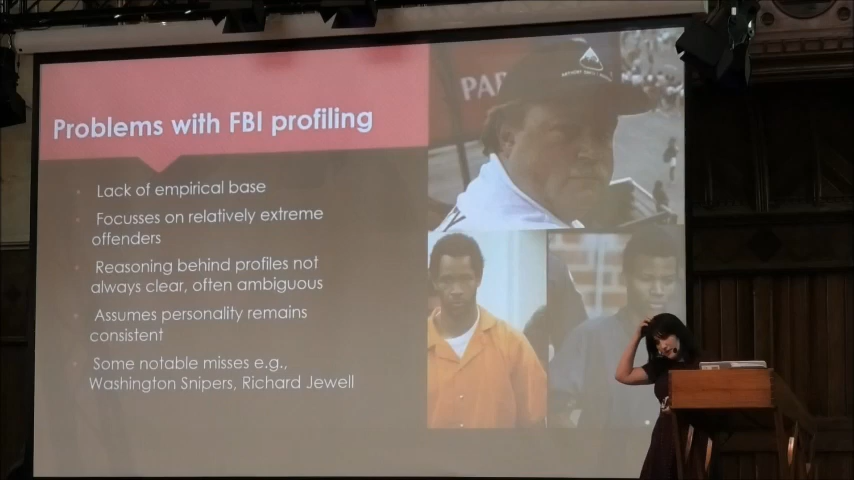 Problems with FBI profiling
Lack of empirical base
Focusses on relatively extreme
offenders
Reasoning behind profiles not
always clear, often ambiguous
Assumes personality remains
consistent
Some notable misses e.g.,
Washington Snipers, Richard Jewell
PAR